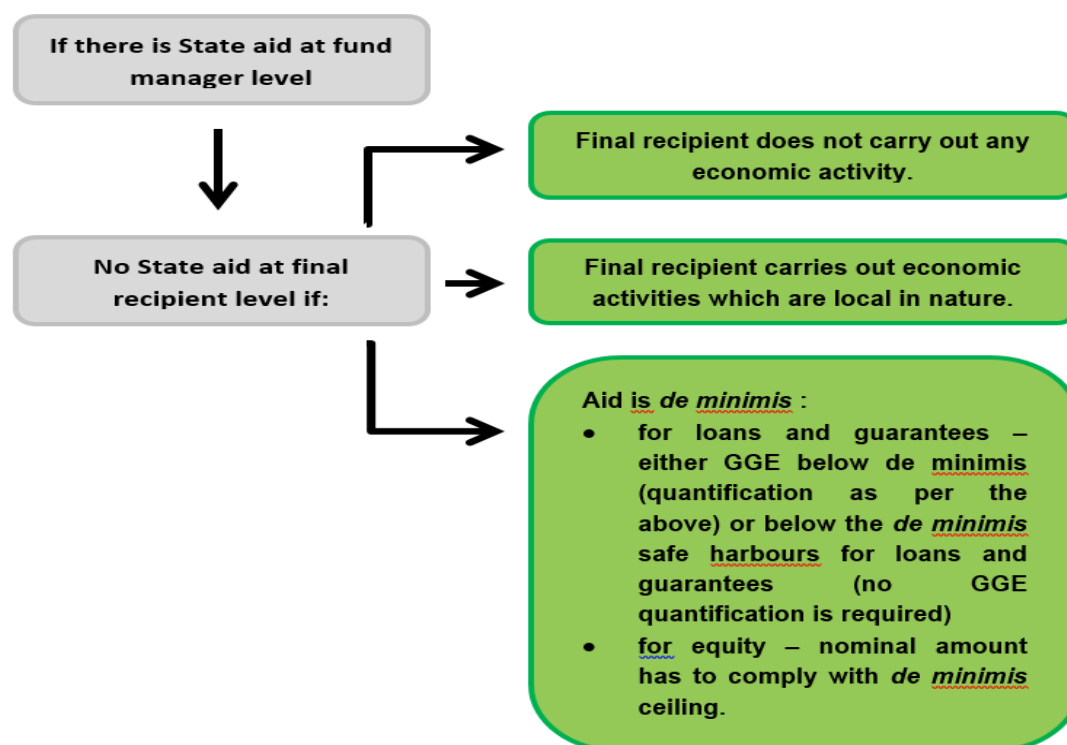 If there is State aid at fund
manager level
Final recipient does not carry out any
economic activity.
No State aid at final
recipient level if:
Final recipient carries out economic
activities which are local in nature.
Aid is de minimis :
• for loans and guarantees –
either GGE below de minimis
(quantification as per the
above) or below the de minimis
safe harbours for loans and
guarantees (no GGE
quantification is required)
• for equity – nominal amount
has to comply with de minimis
ceiling.